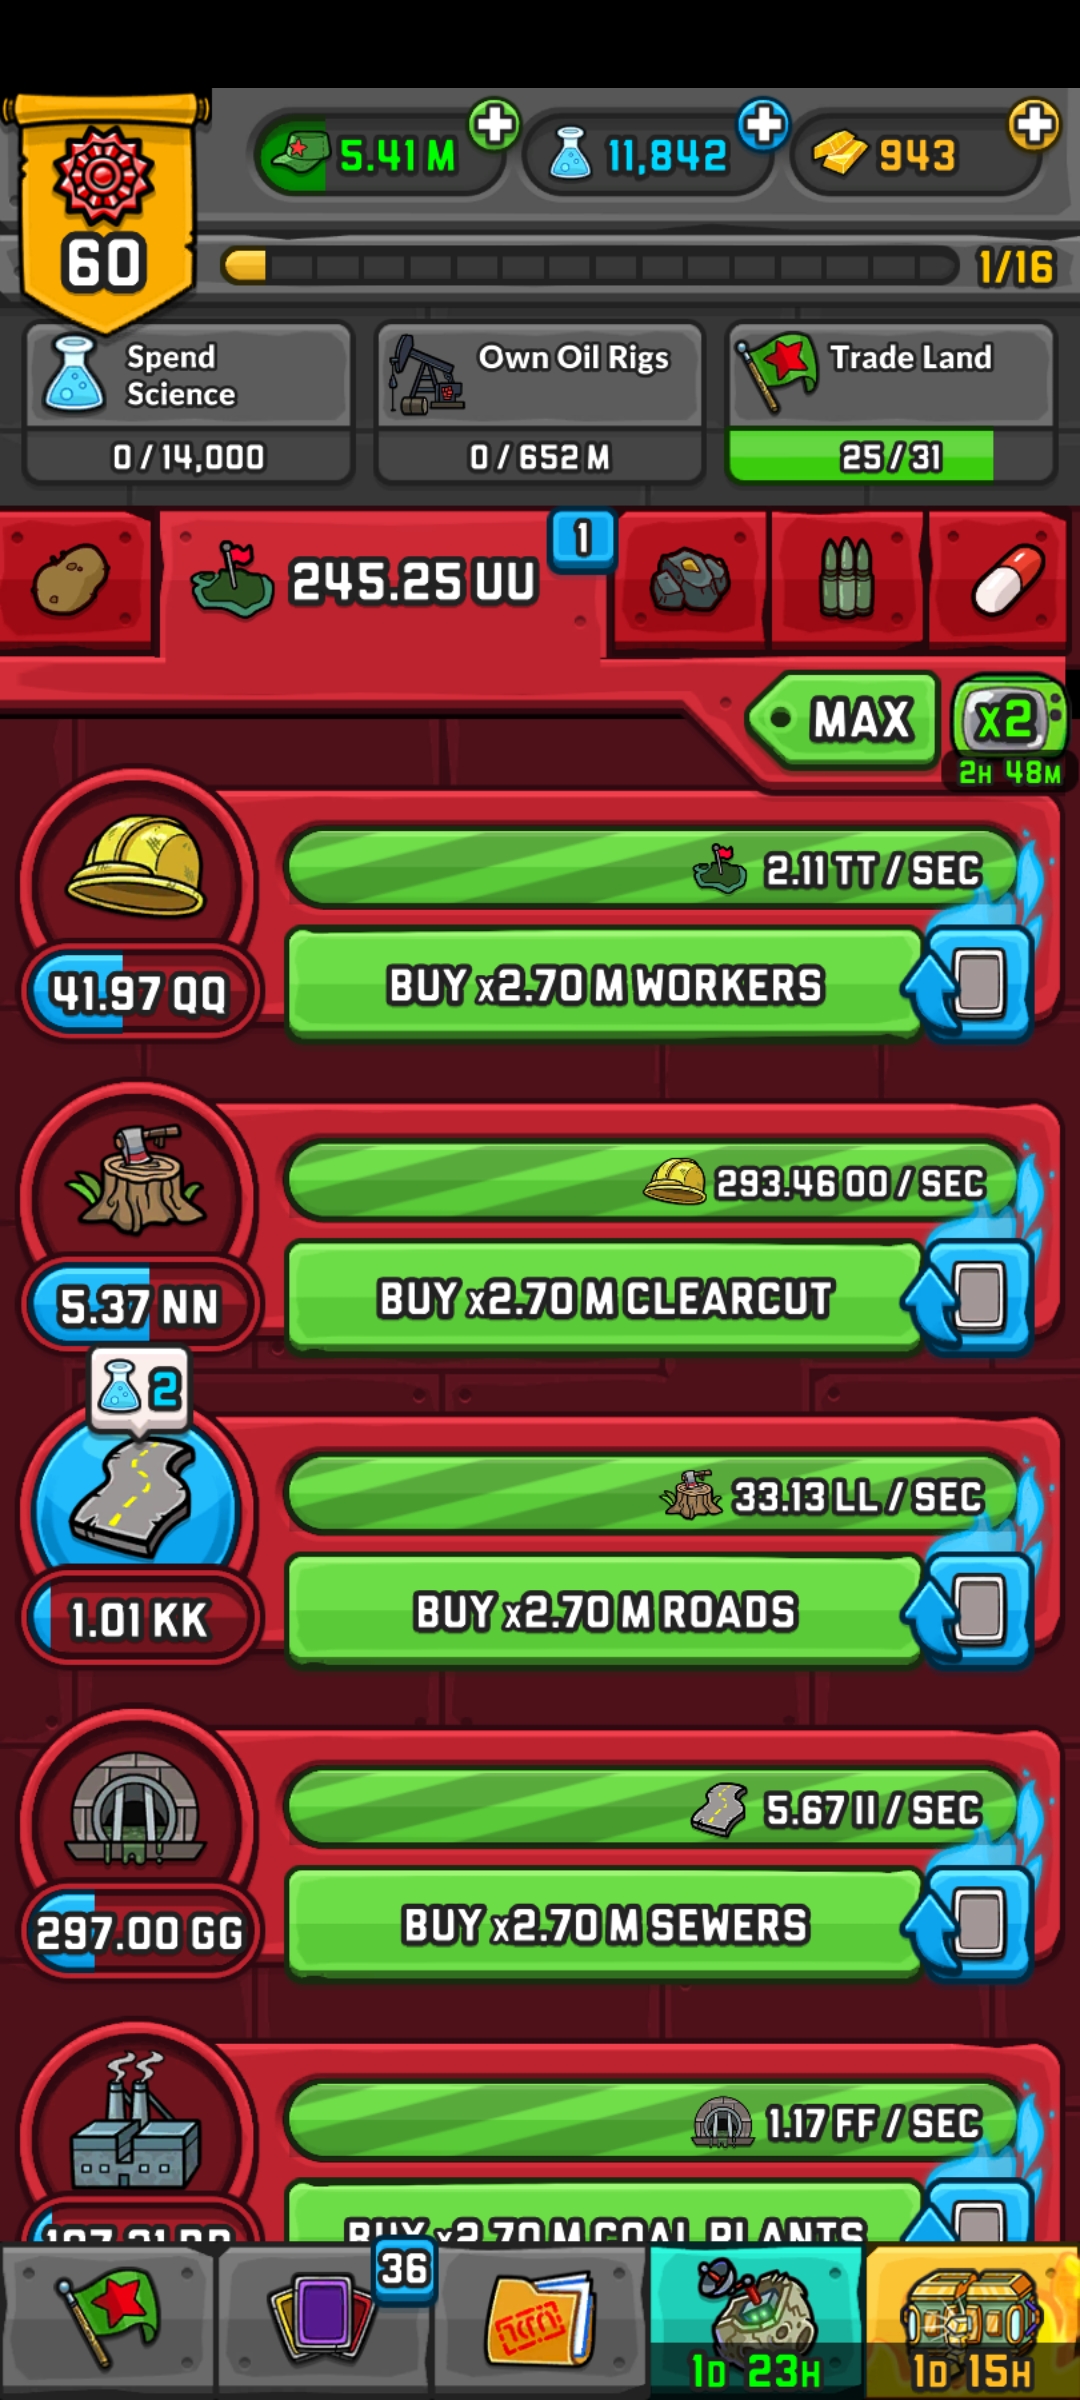 60
5.41 M
11,842
943
1/16
Spend
Science
0/14,000
Own Oil Rigs
0/652 M
Trade Land
25/31
245.25 UU
1
MAX
x2
2H 48M
2.11 TT / SEC
41.97 QQ
BUY x2.70 M WORKERS
293.46 OO / SEC
5.37 NN
BUY x2.70 M CLEARCUT
2
33.13 LL / SEC
1.01 KK
BUY x2.70 M ROADS
5.67 II / SEC
297.00 GG
BUY x2.70 M SEWERS
1.17 FF / SEC
BUY x2.70 M COAL PLANTS
36
1D 23H
1D 15H